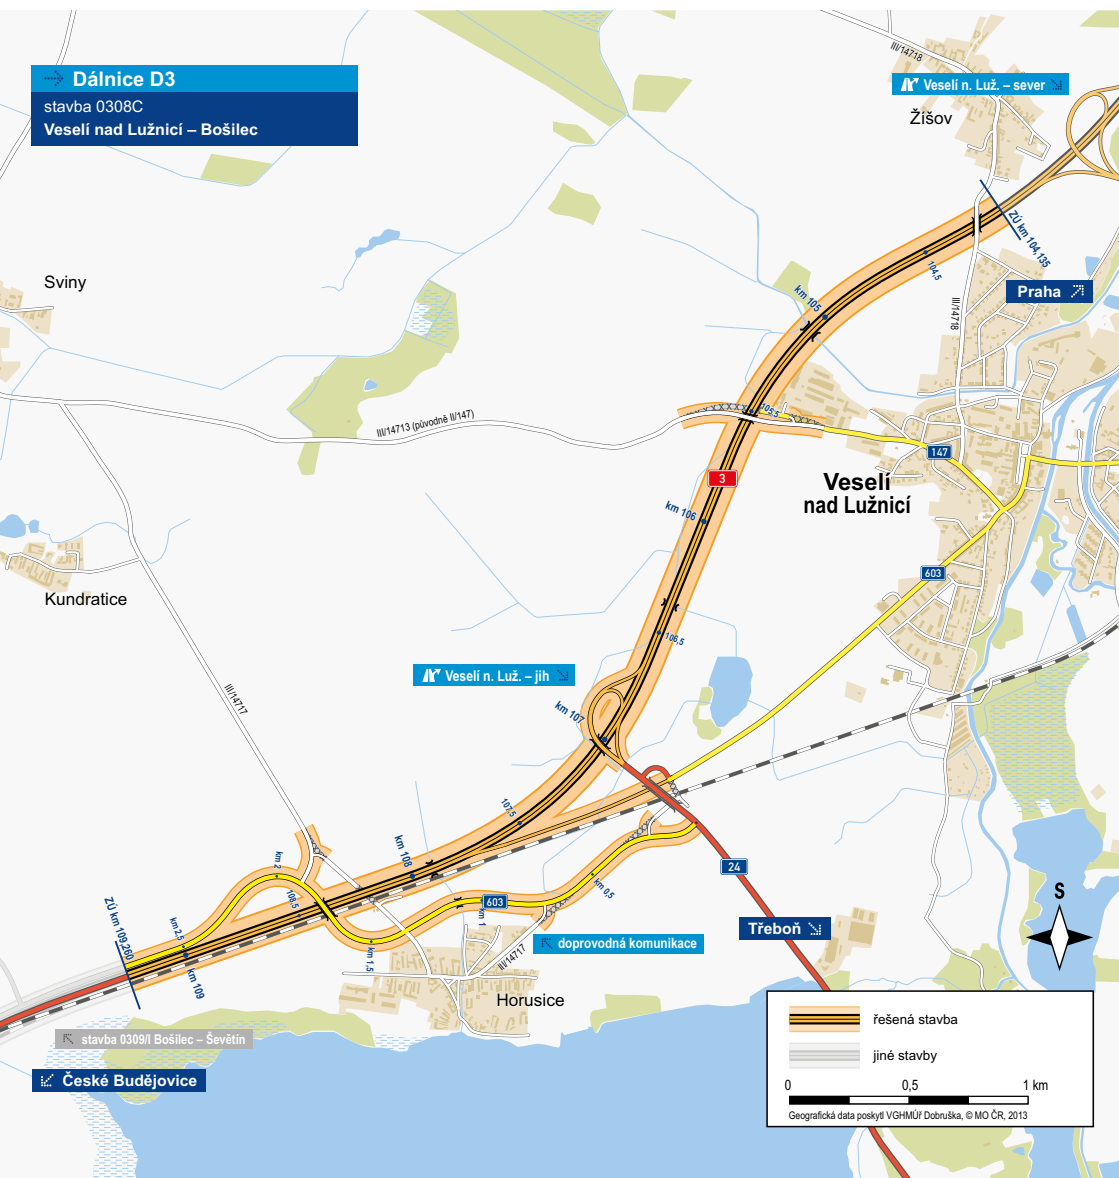 Dálnice D3
stavba 0308C
Veselí nad Lužnicí – Bošilec
III/14718
Veselí n. Luž. – sever
Žíšov
ZÚ km 104,135
104,5
Praha
Sviny
km 105
III/14718
105,5
III/14713 (původně II/147)
147
3
Veselí
nad Lužnicí
km 106
603
Kundratice
106,5
Veselí n. Luž. – jih
III/14717
km 107
107,5
km 108
24
km 2
km 0,5
108,5
603
km 1
ZÚ km 109,260
km 2,5
km 1,5
km 109
doprovodná komunikace
III/14717
Třeboň
S
Horusice
stavba 0309/I Bošilec – Ševětín
České Budějovice
řešená stavba
jiné stavby
0
0,5
1 km
Geografická data poskytl VGHMÚř Dobruška, © MO ČR, 2013